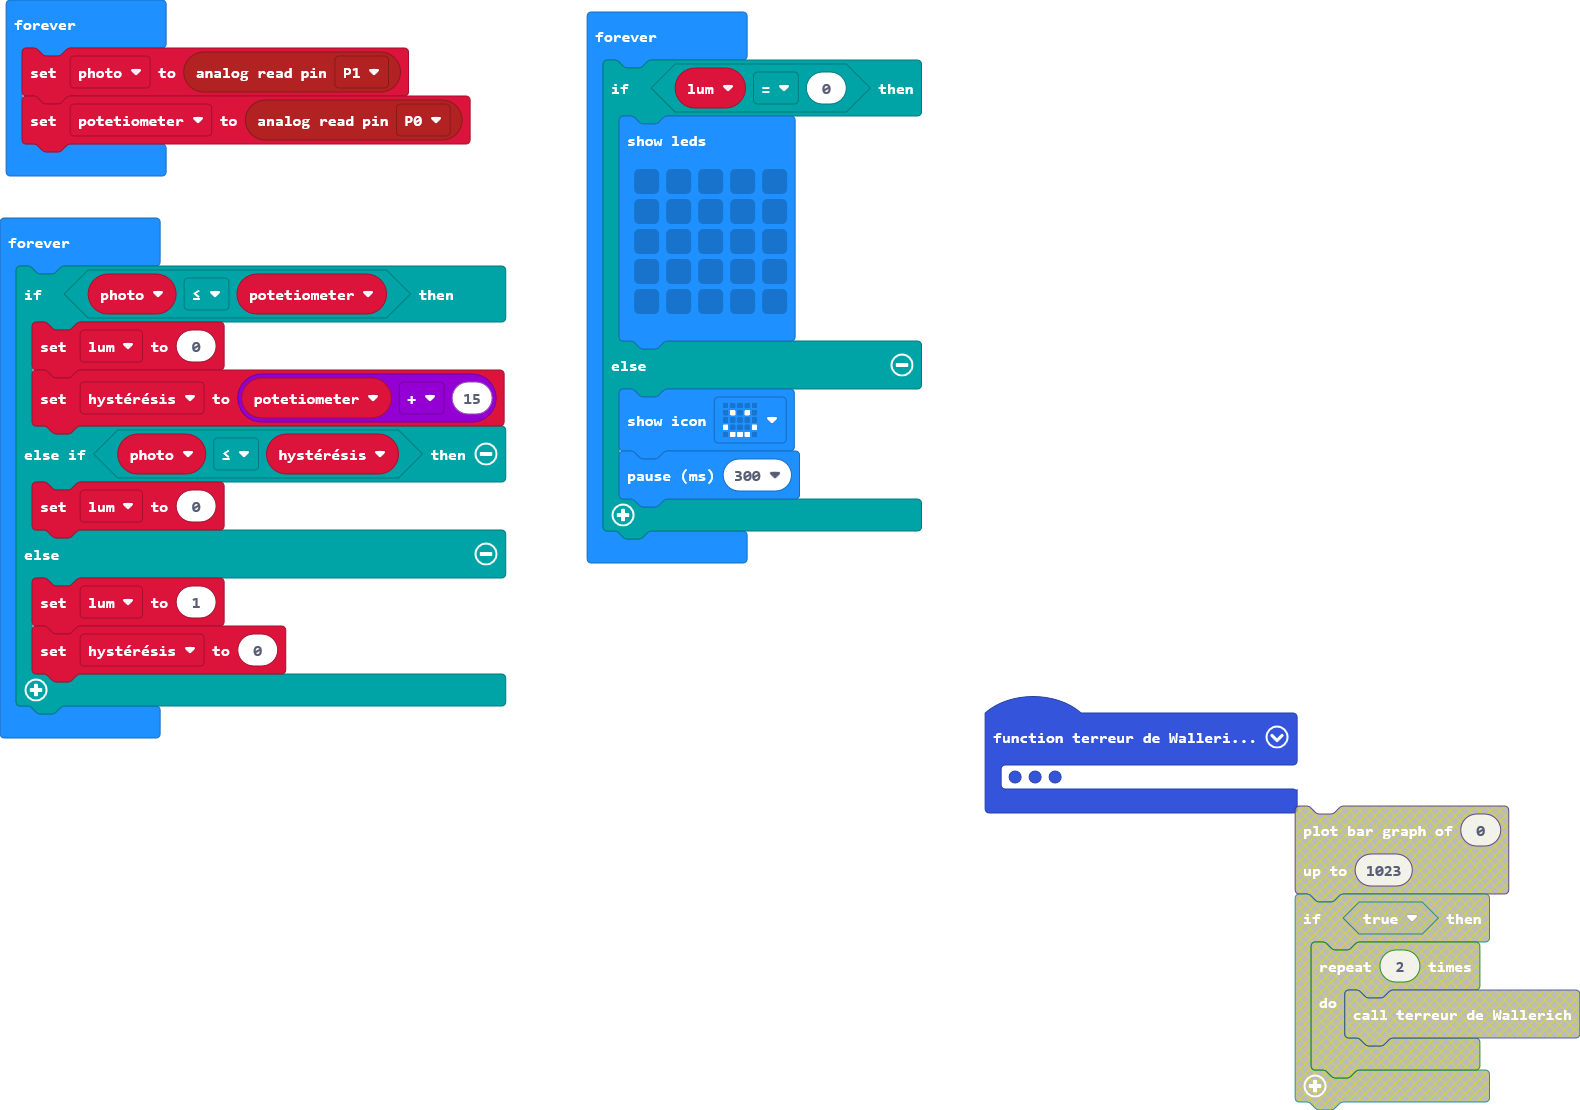 forever
set photo to analog read pin P1
set potetiometer to analog read pin P0
forever
if photo ≤ potetiometer then
set lum to 0
set hystérésis to potetiometer + 15
else if photo ≤ hystérésis then
set lum to 0
else
set lum to 1
set hystérésis to 0
forever
if lum = 0 then
show leds
else
show icon
pause (ms) 300
function terreur de Walleri...
plot bar graph of 0
up to 1023
if true then
repeat 2 times
do
call terreur de Wallerich